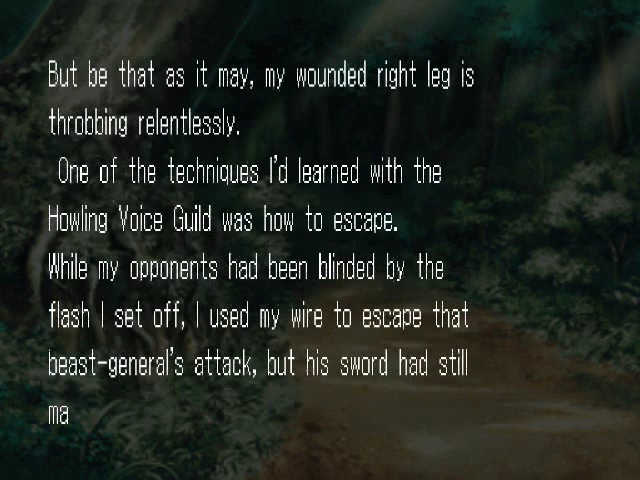 But be that as it may, my wounded right leg is
throbbing relentlessly.
One of the techniques I'd learned with the
Howling Voice Guild was how to escape.
While my opponents had been blinded by the
flash I set off, I used my wire to escape that
beast-general's attack, but his sword had still
ma